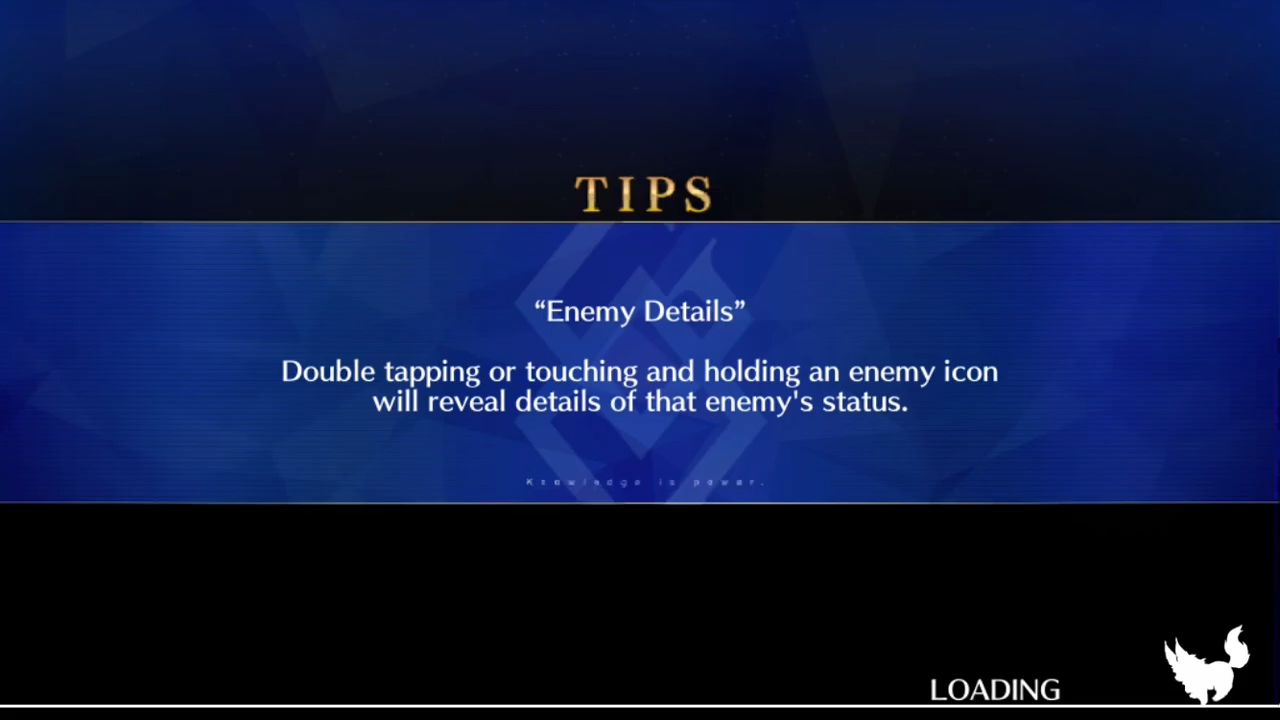 TIPS
“Enemy Details”
Double tapping or touching and holding an enemy icon
will reveal details of that enemy's status.
Knowledge is power.
LOADING